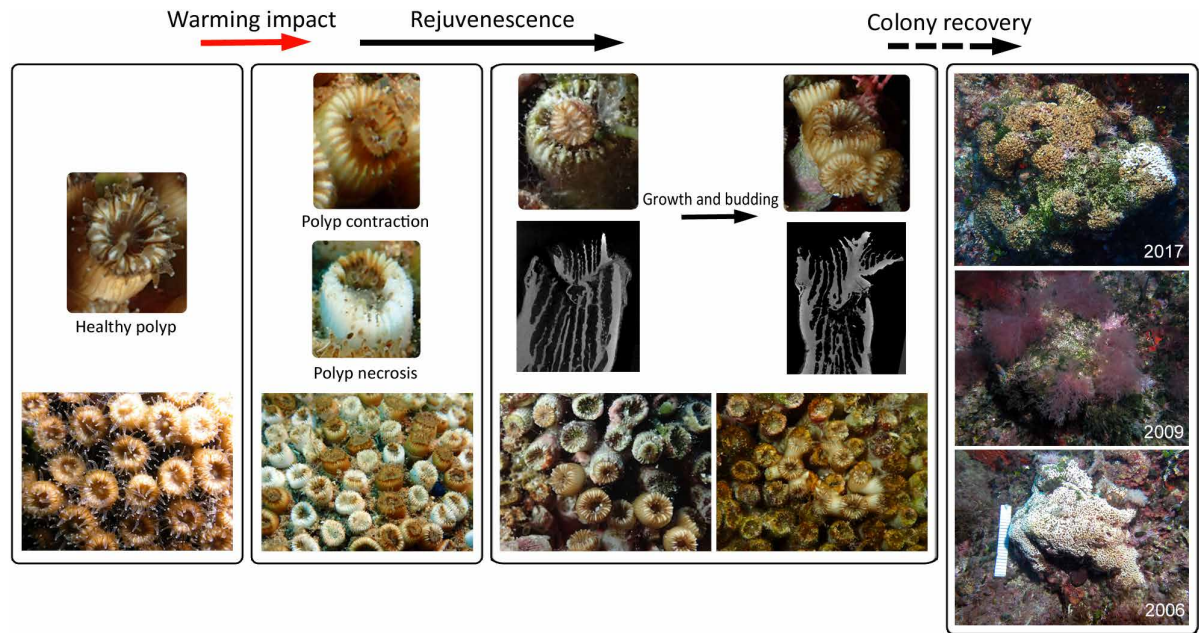 Warming impact
Rejuvenescence
Colony recovery
Healthy polyp
Polyp contraction
Polyp necrosis
Growth and budding
2017
2009
2006